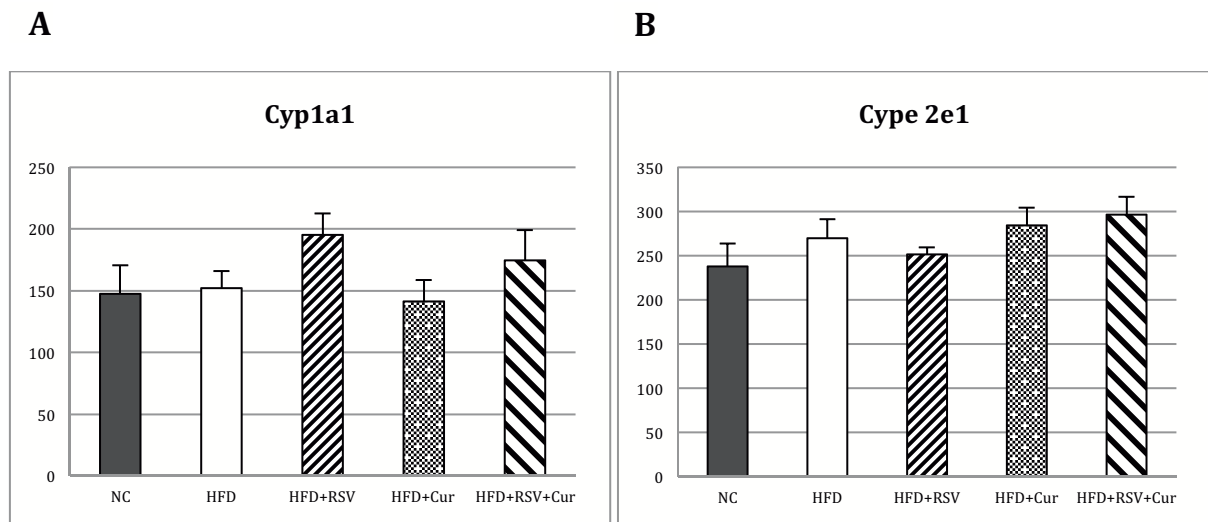 A
B
Cyp1a1
250
200
150
100
50
0
NC HFD HFD+RSV HFD+Cur HFD+RSV+Cur
Cype 2e1
350
300
250
200
150
100
50
0
NC HFD HFD+RSV HFD+Cur HFD+RSV+Cur